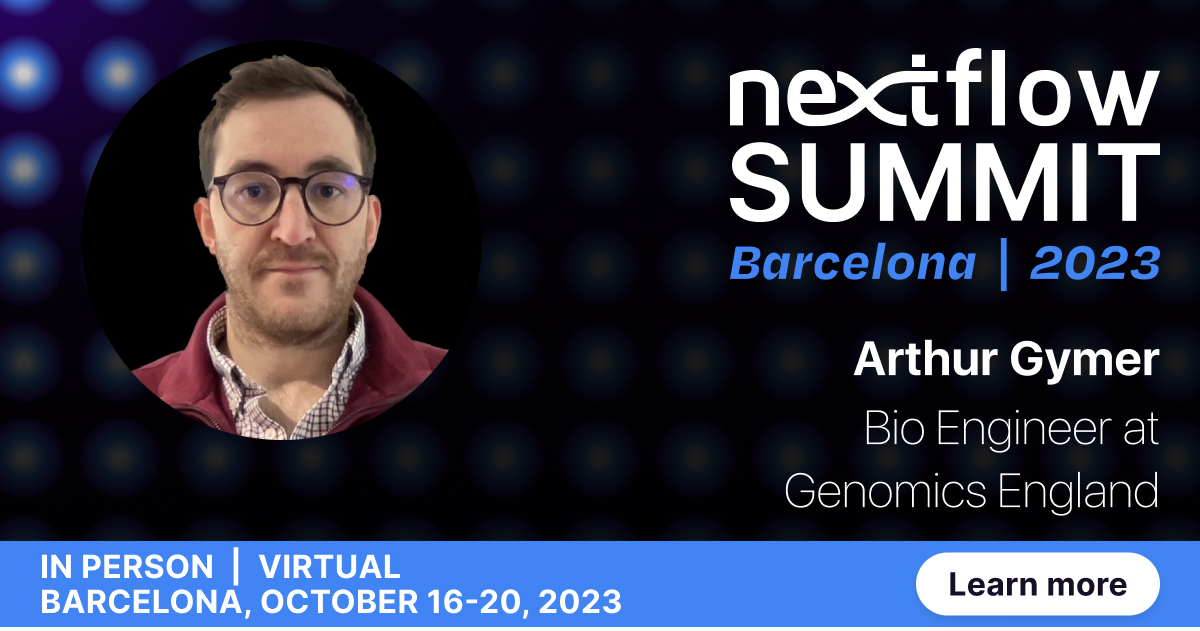 nextflow
SUMMIT
Barcelona | 2023
Arthur Gymer
Bio Engineer at
Genomics England
IN PERSON | VIRTUAL
BARCELONA, OCTOBER 16-20, 2023
Learn more